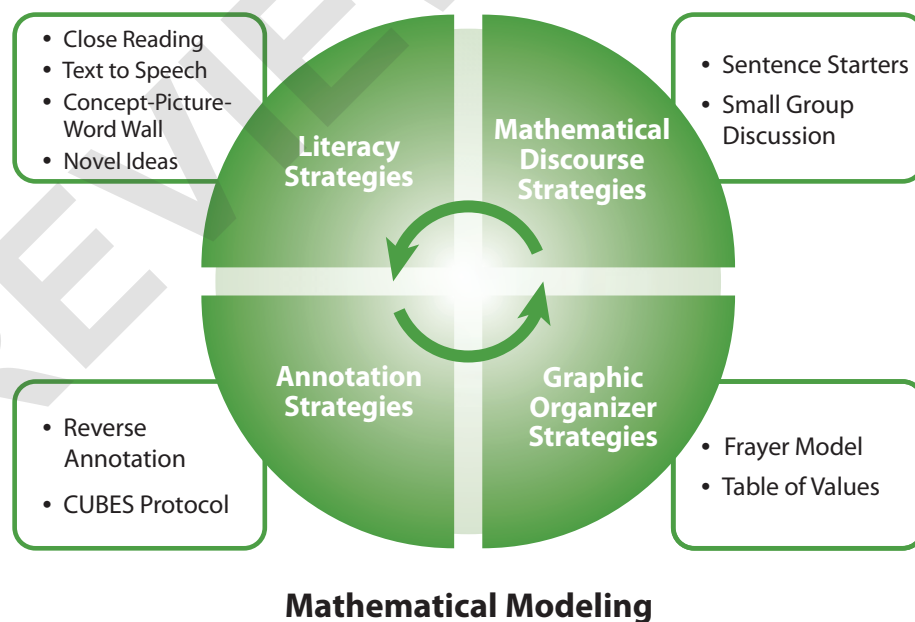 • Close Reading
• Text to Speech
• Concept-Picture-
Word Wall
• Novel Ideas
Literacy
Strategies
Mathematical
Discourse
Strategies
• Sentence Starters
• Small Group
Discussion
• Reverse
Annotation
• CUBES Protocol
Annotation
Strategies
Graphic
Organizer
Strategies
• Frayer Model
• Table of Values
Mathematical Modeling
REVIE